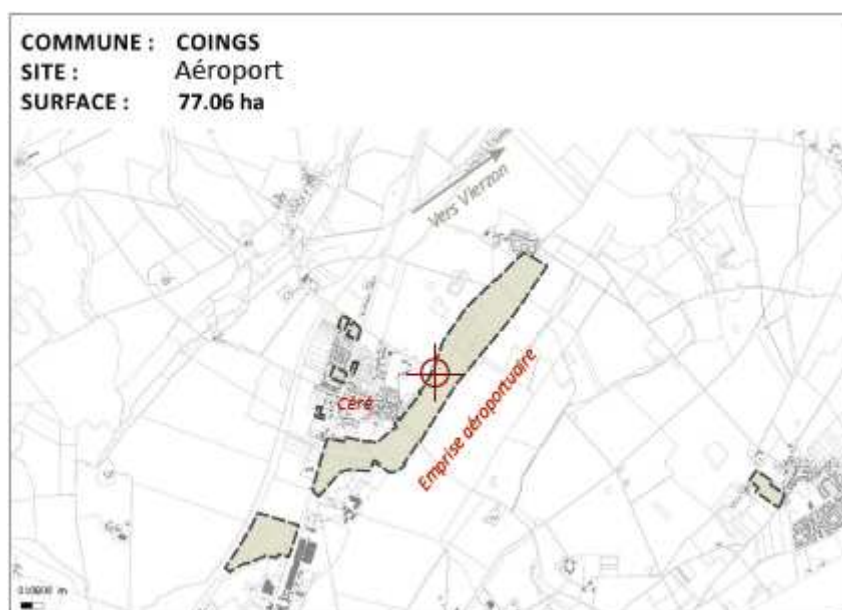 COMMUNE : COINGS
SITE : Aéroport
SURFACE : 77.06 ha
Vers Vierzon
Céré
Emprise aéroportuaire